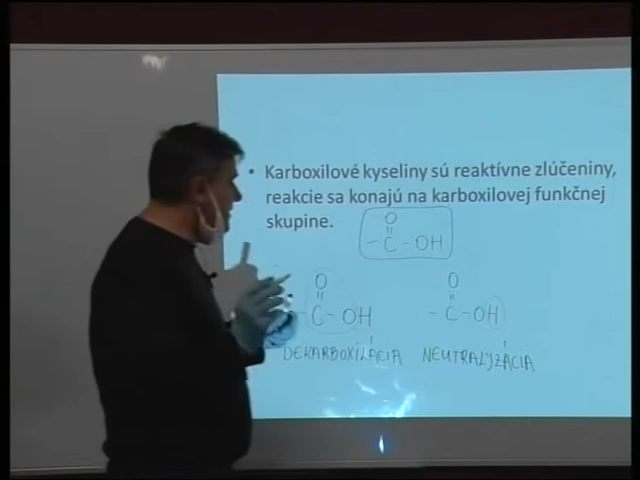 • Karboxilové kyseliny sú reaktívne zlúčeniny,
reakcie sa konajú na karboxilovej funkčnej
skupine.
O
- C - OH
O O
- C - OH - C - OH
DEKARBOXILÁCIA NEUTRALYZÁCIA